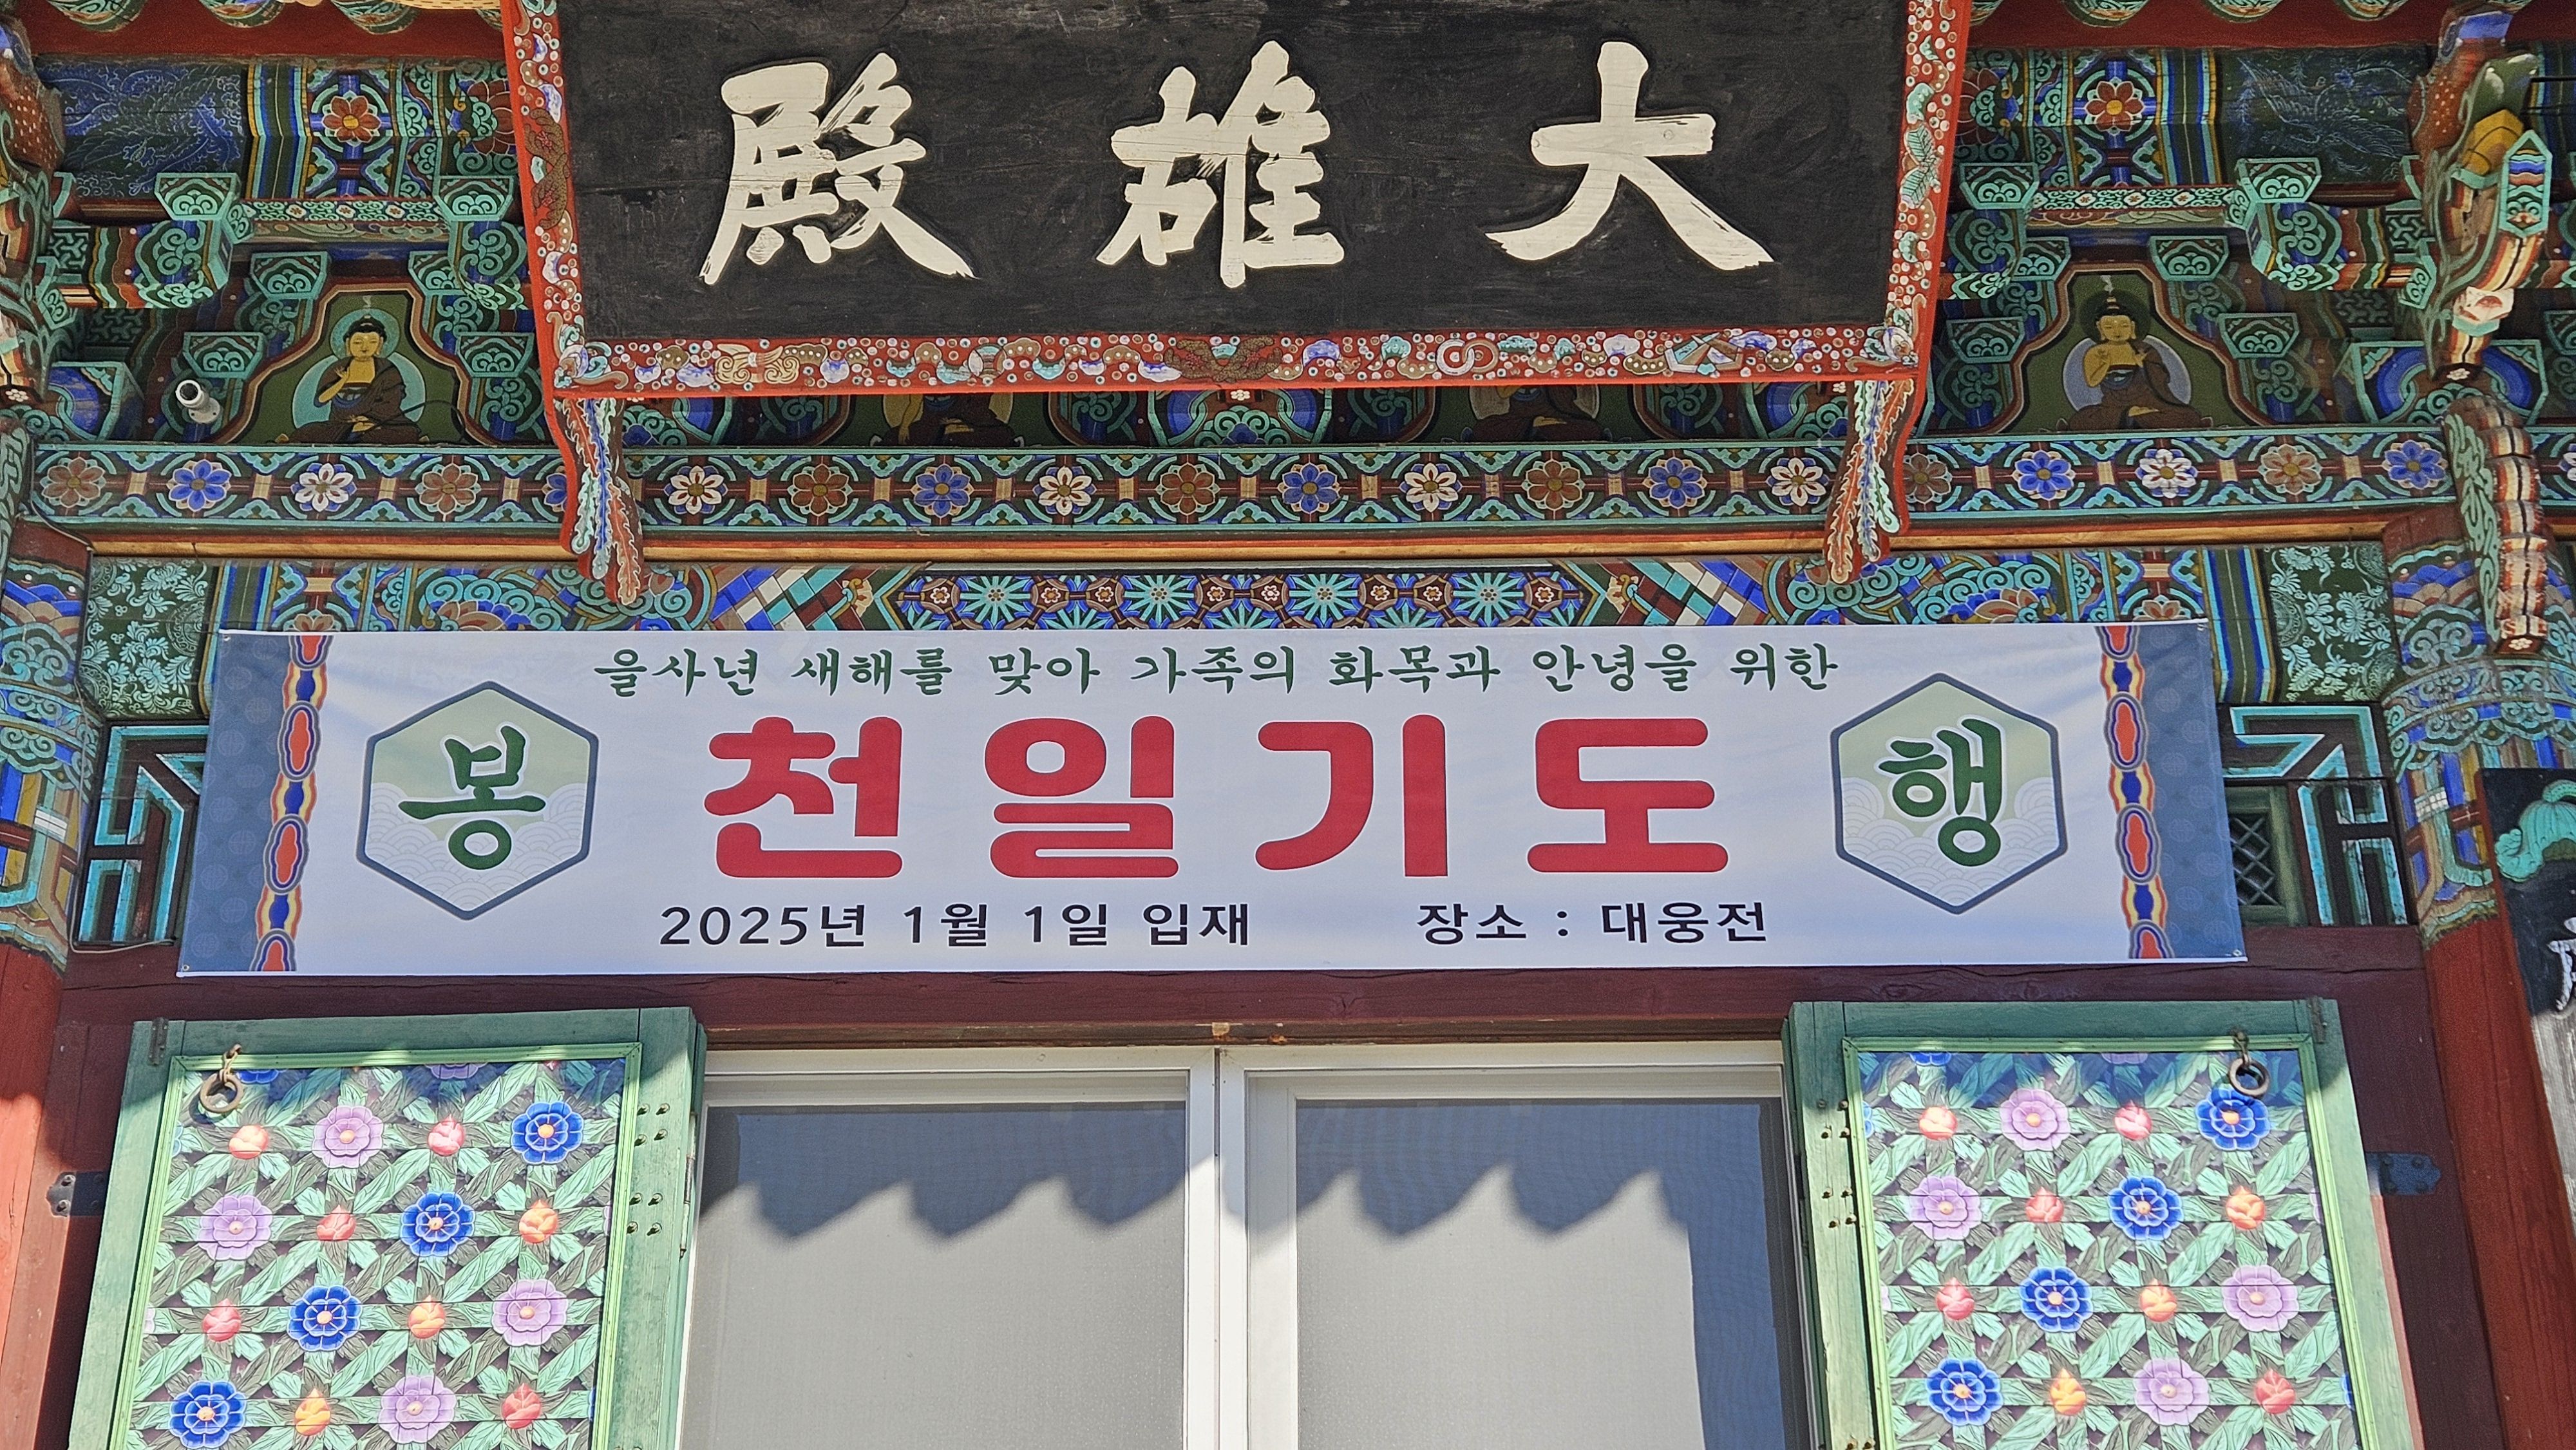 殿雄大
을사년 새해를 맞아 가족의 화목과 안녕을 위한
봉 천일기도 행
2025년 1월 1일 입재 장소 : 대웅전